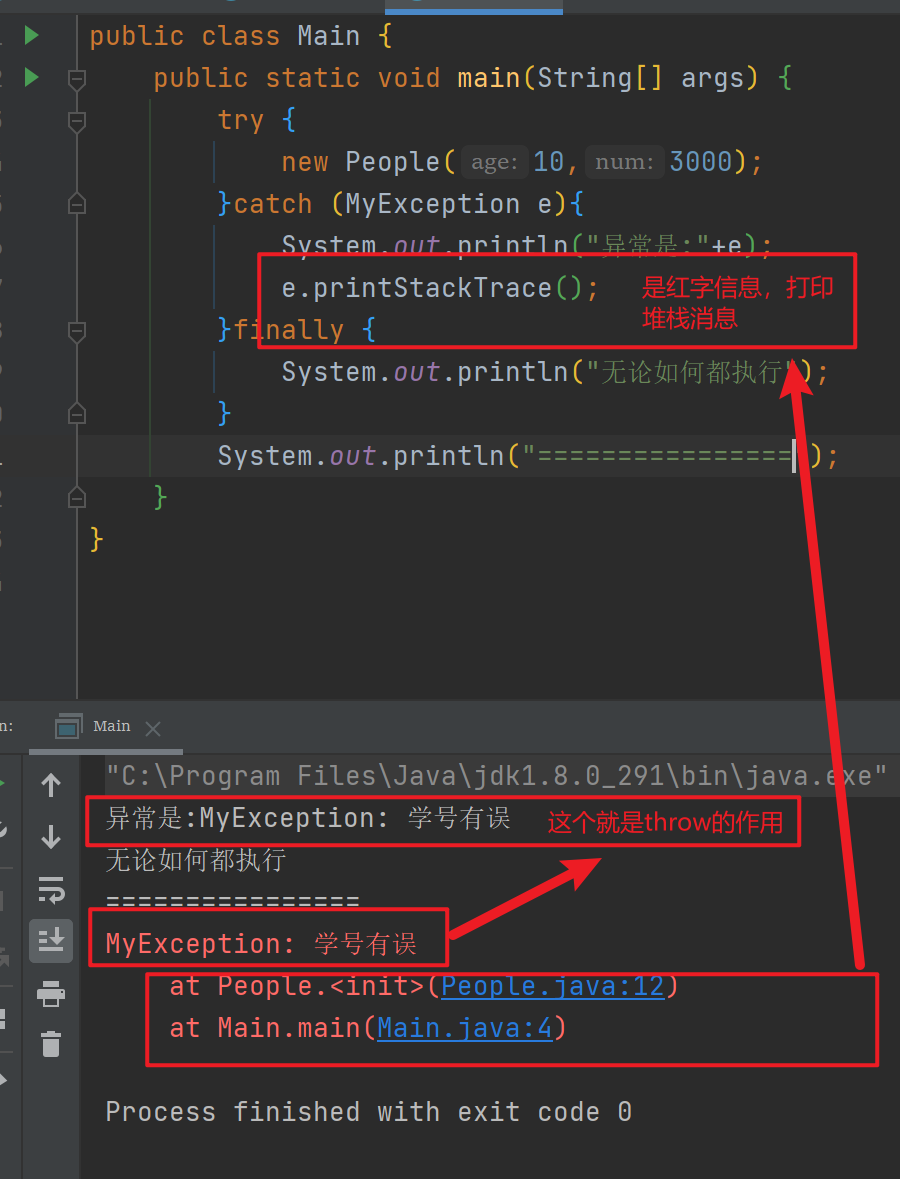 public class Main {
public static void main(String[] args) {
try {
new People( age: 10, num: 3000);
}catch (MyException e){
System.out.println("异常是:"+e);
e.printStackTrace(); 是红字信息，打印
堆栈消息
}finally {
System.out.println("无论如何都执行");
}
System.out.println("================");
}
}
n:
Main
"C:\Program Files\Java\jdk1.8.0_291\bin\java.exe"
异常是:MyException: 学号有误 这个就是throw的作用
无论如何都执行
================
MyException: 学号有误
at People.<init>(People.java:12)
at Main.main(Main.java:4)
Process finished with exit code 0